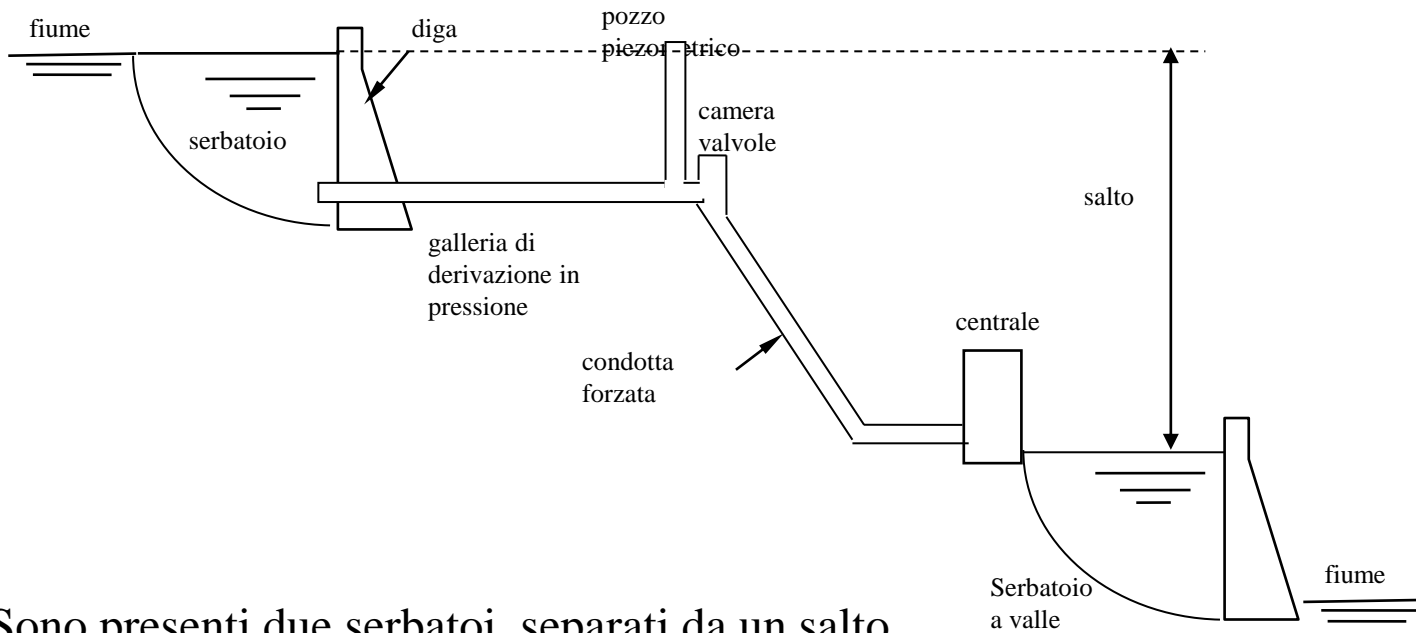 fiume
diga
pozzo
piezometrico
camera
valvole
serbatoio
salto
galleria di
derivazione in
pressione
centrale
condotta
forzata
Serbatoio
a valle
fiume
Sono presenti due serbatoi, separati da un salto